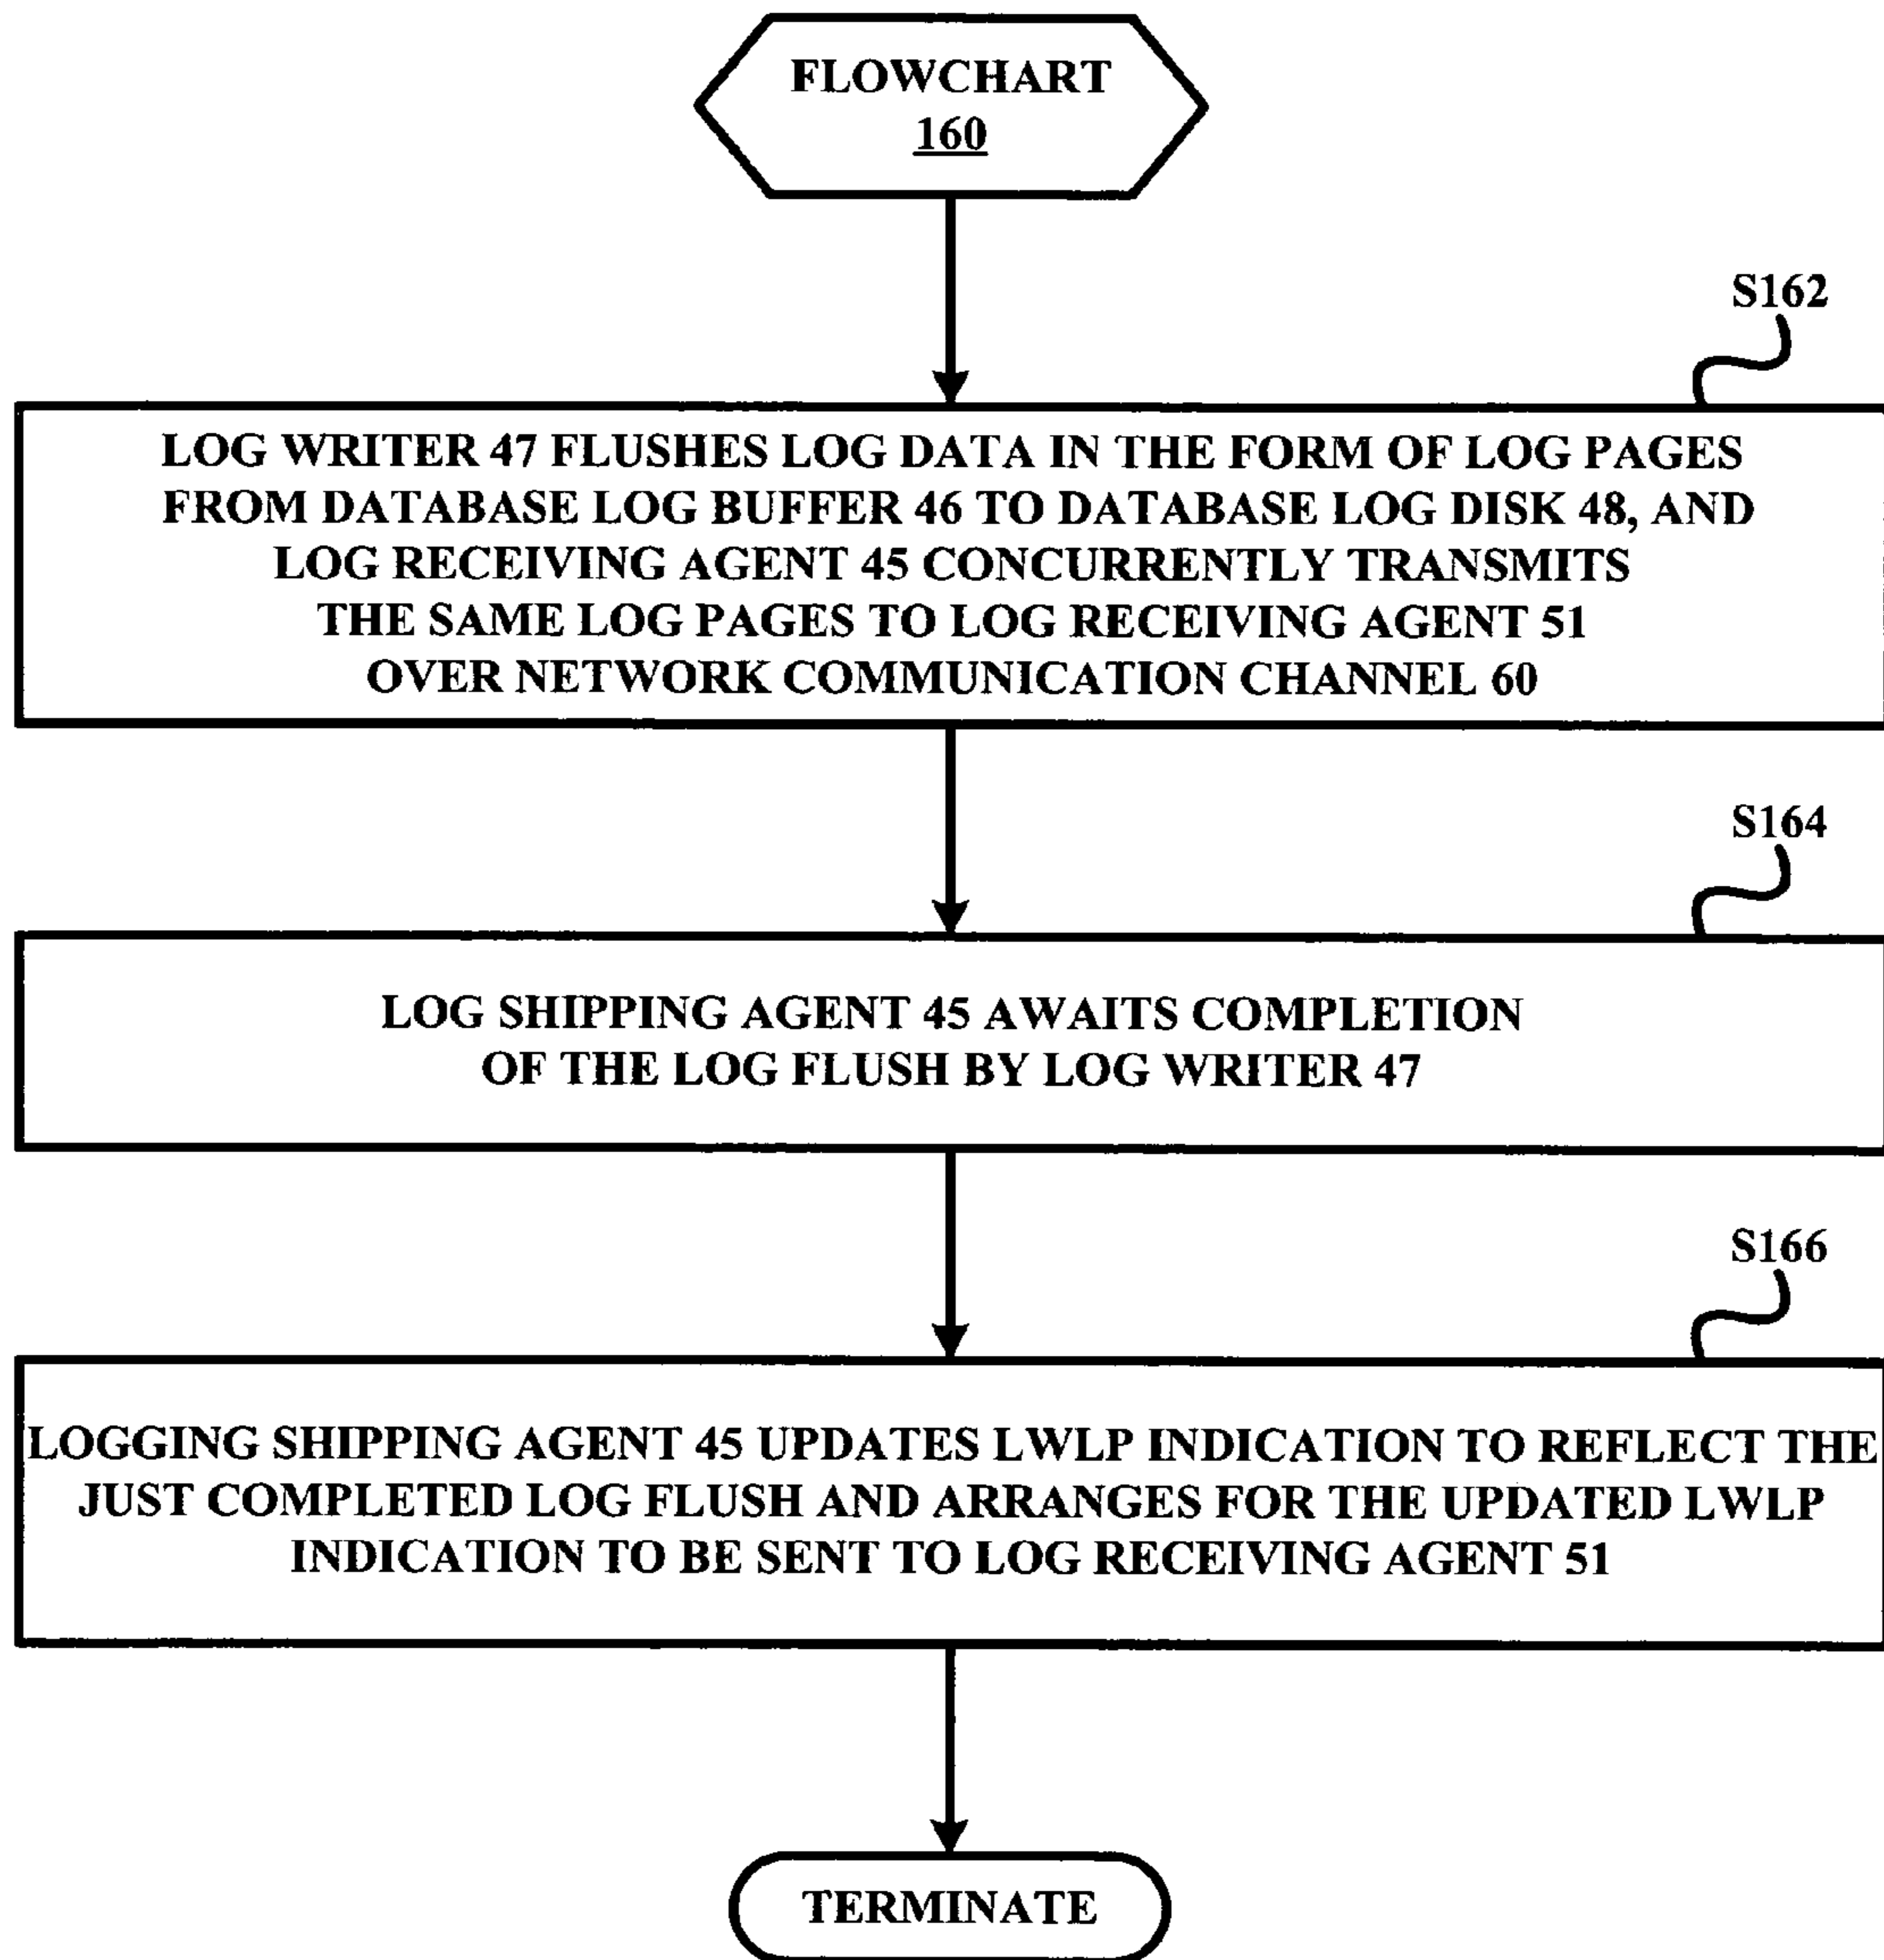 FLOWCHART
160
S162
LOG WRITER 47 FLUSHES LOG DATA IN THE FORM OF LOG PAGES
FROM DATABASE LOG BUFFER 46 TO DATABASE LOG DISK 48, AND
LOG RECEIVING AGENT 45 CONCURRENTLY TRANSMITS
THE SAME LOG PAGES TO LOG RECEIVING AGENT 51
OVER NETWORK COMMUNICATION CHANNEL 60
S164
LOG SHIPPING AGENT 45 AWAITS COMPLETION
OF THE LOG FLUSH BY LOG WRITER 47
S166
LOGGING SHIPPING AGENT 45 UPDATES LWLP INDICATION TO REFLECT THE
JUST COMPLETED LOG FLUSH AND ARRANGES FOR THE UPDATED LWLP
INDICATION TO BE SENT TO LOG RECEIVING AGENT 51
TERMINATE